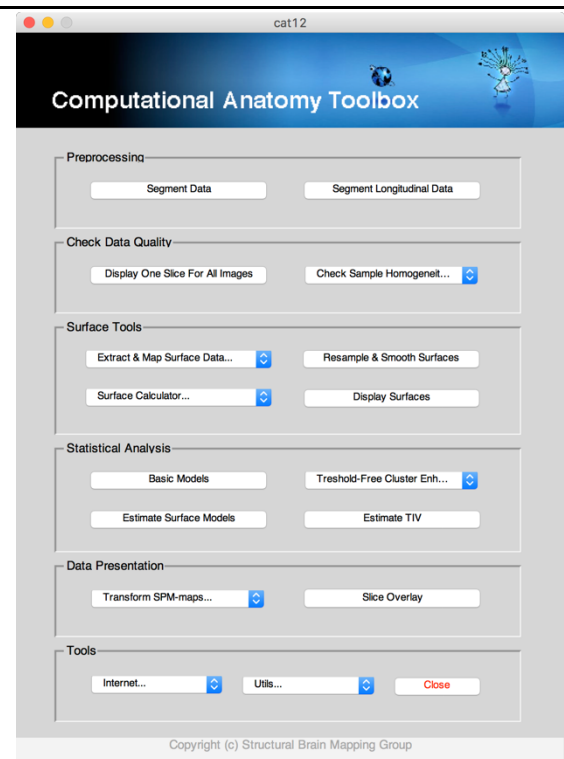 cat12
Computational Anatomy Toolbox
Preprocessing
Segment Data
Segment Longitudinal Data
Check Data Quality
Display One Slice For All Images
Check Sample Homogeneit...
Surface Tools
Extract & Map Surface Data...
Resample & Smooth Surfaces
Surface Calculator...
Display Surfaces
Statistical Analysis
Basic Models
Treshold-Free Cluster Enh...
Estimate Surface Models
Estimate TIV
Data Presentation
Transform SPM-maps...
Slice Overlay
Tools
Internet...
Utils...
Close
Copyright (c) Structural Brain Mapping Group